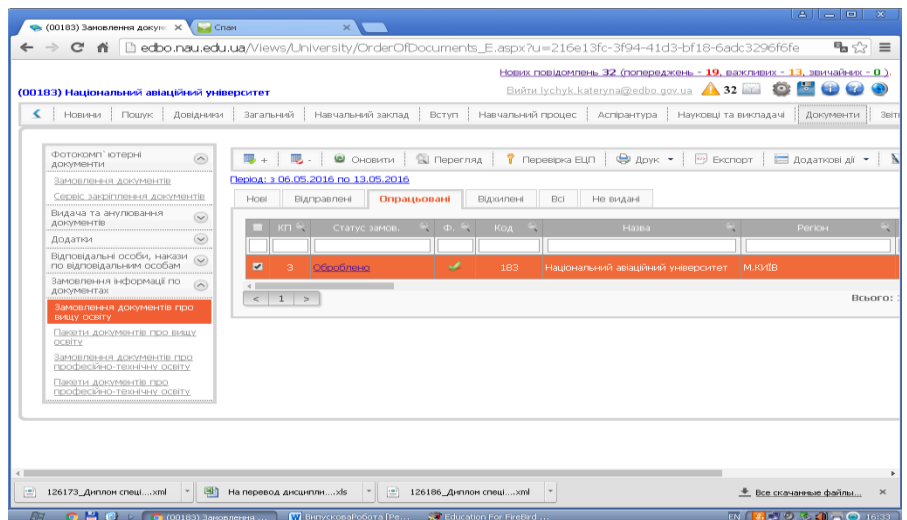 (00183) Замовлення докуме
Спан
edbo.nau.edu.ua/Views/University/OrderOfDocuments_E.aspx?u=216e13fc-3f94-41d3-bf18-6adc3296f6fe
Нових повідомлень 32 (попереджень - 19, важливих - 13, звичайних - 0 ).
(00183) Національний авіаційний університет
Вийти lychyk.kateryna@edbo.gov.ua
32
Новини
Пошук
Довідники
Загальний
Навчальний заклад
Вступ
Навчальний процес
Аспірантура
Науковці та викладачі
Документи
Звіт
Фотокомп`ютерні
документи
Замовлення документів
Сервіс закріплення документів
Видача та анулювання
документів
Додатки
Відповідальні особи, накази
по відповідальним особам
Замовлення інформації по
документах
Замовлення документів про
вищу освіту
Пакети документів про вищу
освіту
Замовлення документів про
професійно-технічну освіту
Пакети документів про
професійно-технічну освіту
+
-
Оновити
Перегляд
Перевірка ЕЦП
Друк
Експорт
Додаткові дії
Період: з 06.05.2016 по 13.05.2016
Нові
Відправлені
Опрацьовані
Відхилені
Всі
Не видані
КП
Статус замов.
Ф.
Код
Назва
Регіон
3
Оброблено
183
Національний авіаційний університет
М.КИЇВ
<
1
>
Всього:
126173_Диплом спеці....xml
На перевод дисципли....xls
126186_Диплом спеці....xml
Все скачанные файлы...
(00183) Замовлення ...
ВипусковаРобота [Ре...
Education For FireBird ...
EN
16:33